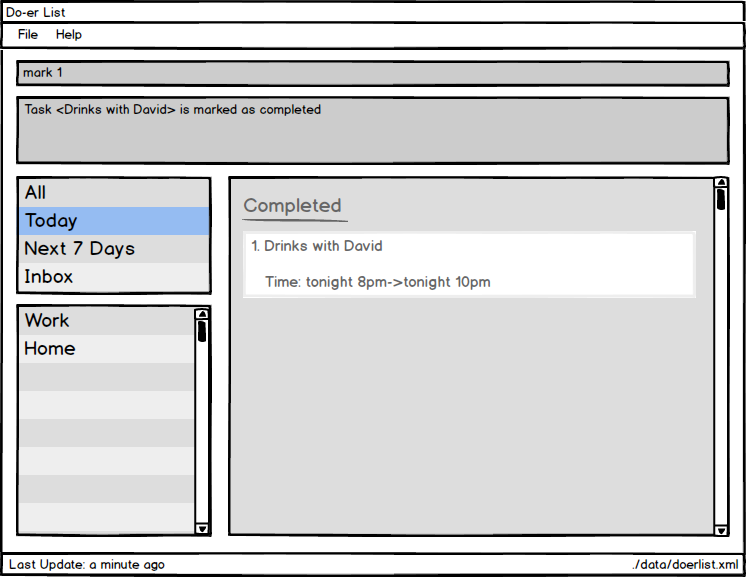 Do-er List
File Help
mark 1
Task <Drinks with David> is marked as completed
All
Today
Next 7 Days
Inbox
Work
Home
Completed
1. Drinks with David
Time: tonight 8pm->tonight 10pm
Last Update: a minute ago
./data/doerlist.xml